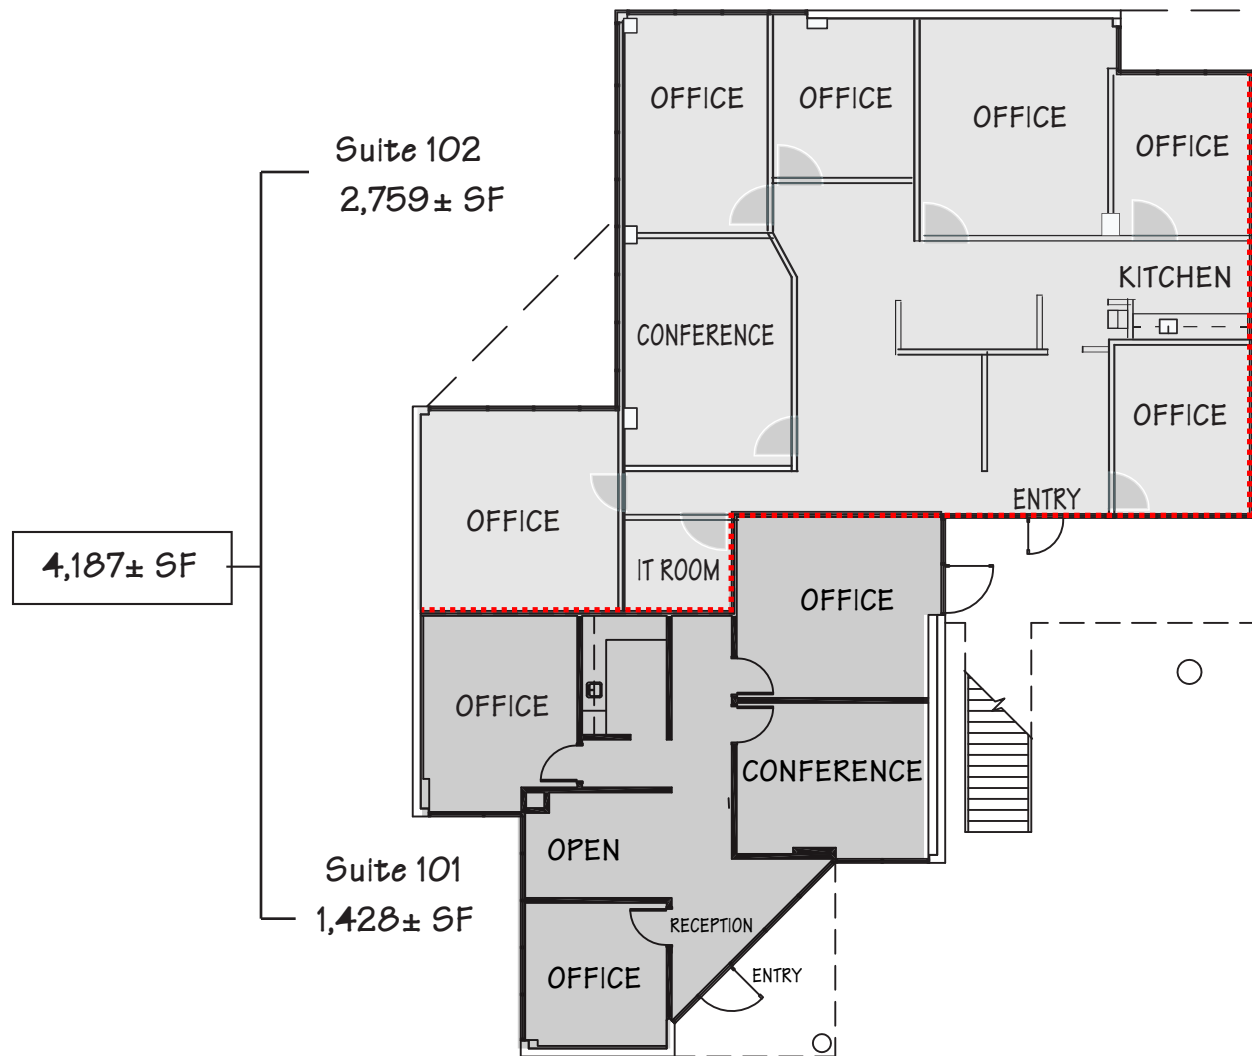 OFFICE
OFFICE
OFFICE
OFFICE
Suite 102
2,759± SF
KITCHEN
CONFERENCE
OFFICE
ENTRY
OFFICE
4,187± SF
IT ROOM
OFFICE
OFFICE
CONFERENCE
OPEN
Suite 101
1,428± SF
RECEPTION
OFFICE
ENTRY